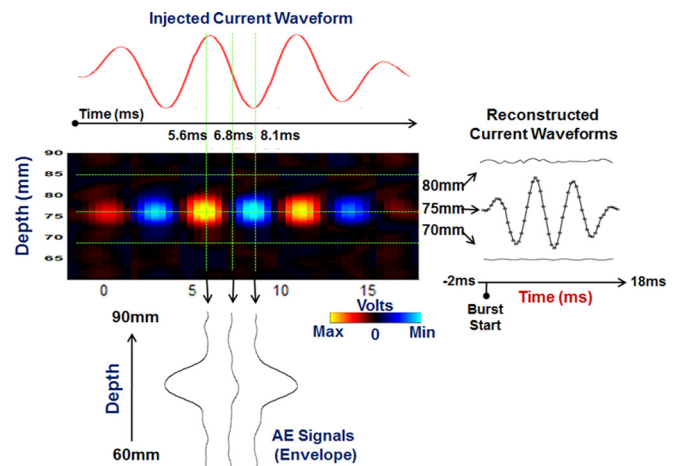 Injected Current Waveform
Time (ms)
5.6ms 6.8ms 8.1ms
Depth (mm)
90
85
80
75
70
65
0 5 10 15
Volts
Max 0 Min
Reconstructed
Current Waveforms
80mm
75mm
70mm
-2ms 18ms
Time (ms)
Burst
Start
90mm
Depth
60mm
AE Signals
(Envelope)